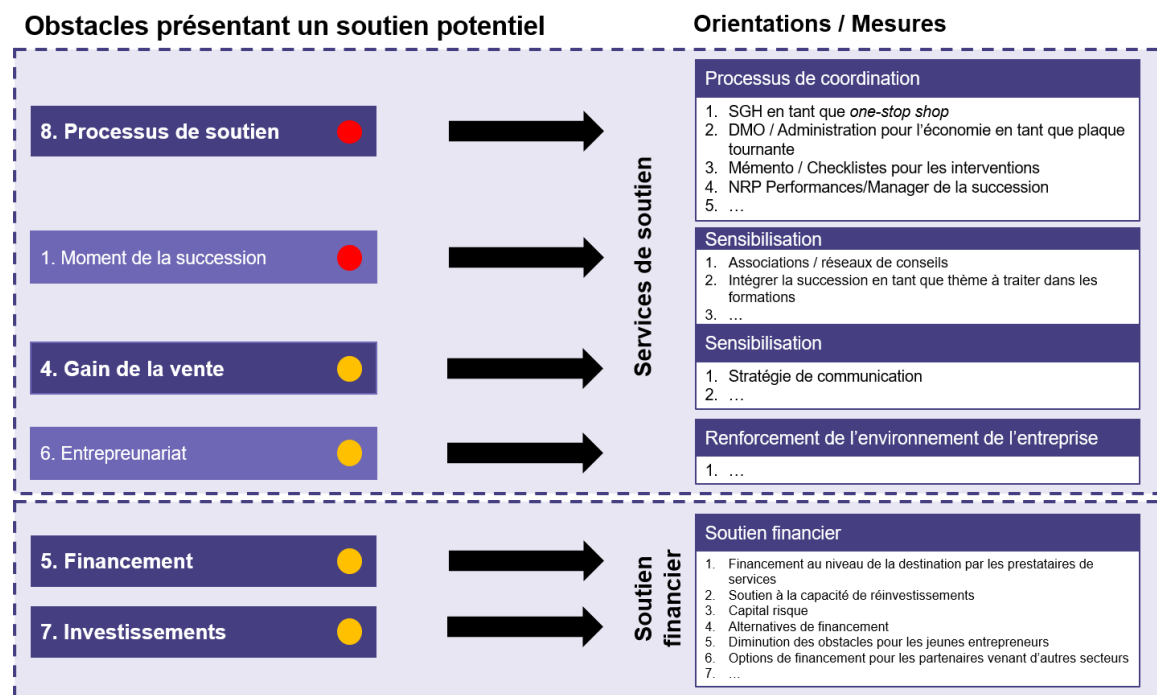 Obstacles présentant un soutien potentiel
Orientations / Mesures
8. Processus de soutien
1. Moment de la succession
4. Gain de la vente
6. Entrepreunariat
Services de soutien
Processus de coordination
1. SGH en tant que one-stop shop
2. DMO / Administration pour l’économie en tant que plaque
tournante
3. Mémento / Checklistes pour les interventions
4. NRP Performances/Manager de la succession
5. …
Sensibilisation
1. Associations / réseaux de conseils
2. Intégrer la succession en tant que thème à traiter dans les
formations
3. …
Sensibilisation
1. Stratégie de communication
2. …
Renforcement de l’environnement de l’entreprise
1. …
5. Financement
7. Investissements
Soutien
financier
Soutien financier
1. Financement au niveau de la destination par les prestataires de
services
2. Soutien à la capacité de réinvestissements
3. Capital risque
4. Alternatives de financement
5. Diminution des obstacles pour les jeunes entrepreneurs
6. Options de financement pour les partenaires venant d’autres secteurs
7. …